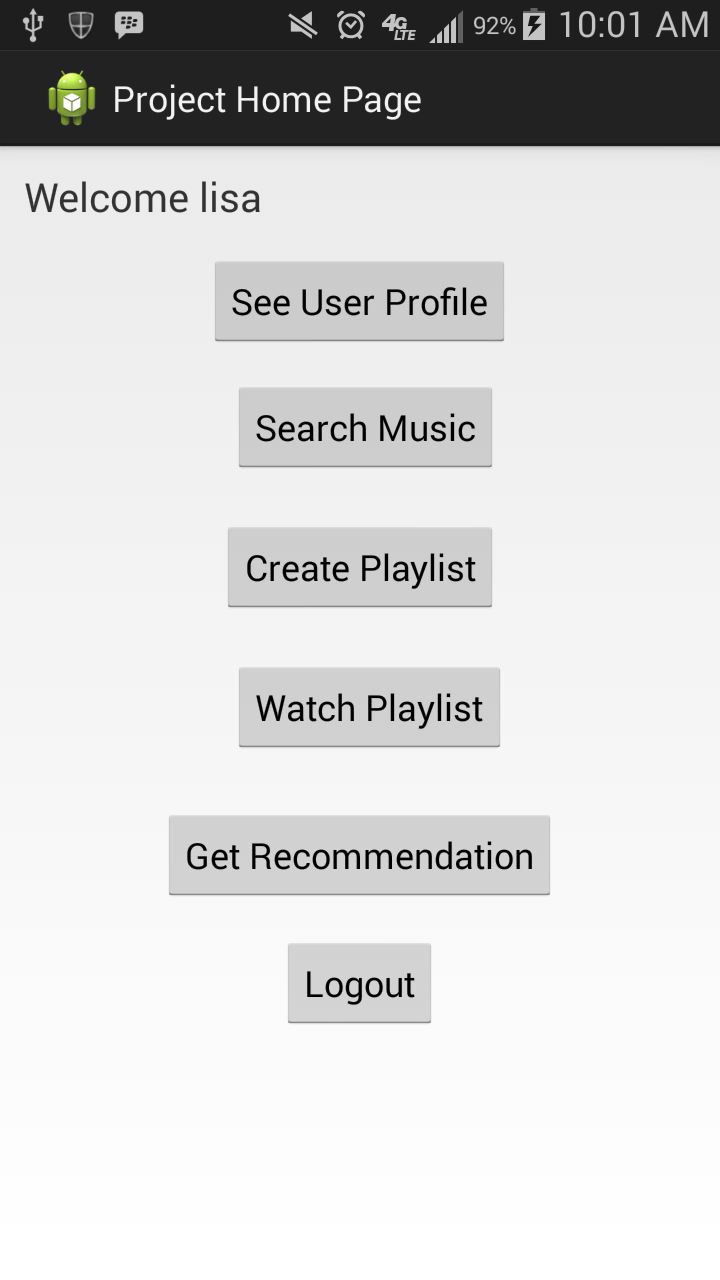 4G LTE 92% 10:01 AM
Project Home Page
Welcome lisa
See User Profile
Search Music
Create Playlist
Watch Playlist
Get Recommendation
Logout